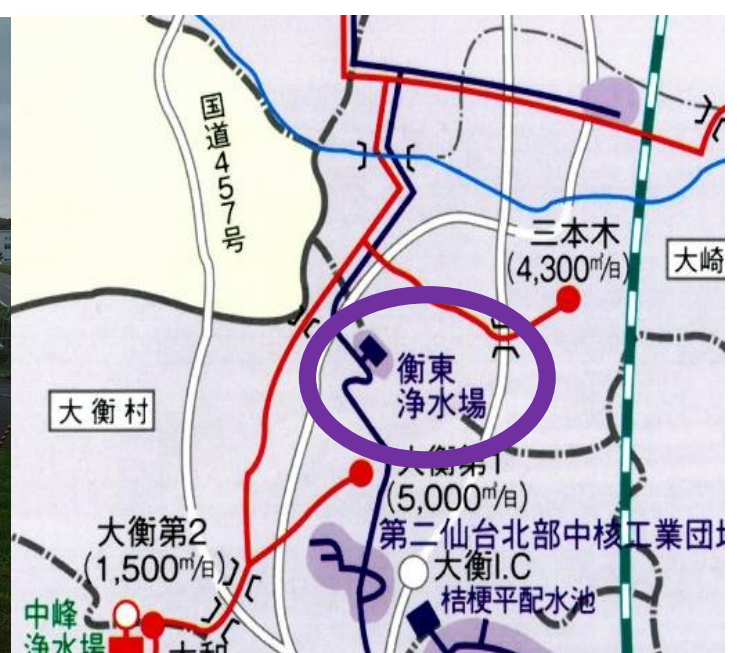 国道457号
三本木
(4,300㎥/日)
大崎
衡東
浄水場
大衡村
大衡第1
(5,000㎥/日)
第二仙台北部中核工業団地
大衡第2
(1,500㎥/日)
大衡I.C
桔梗平配水池
中峰
浄水場
大和